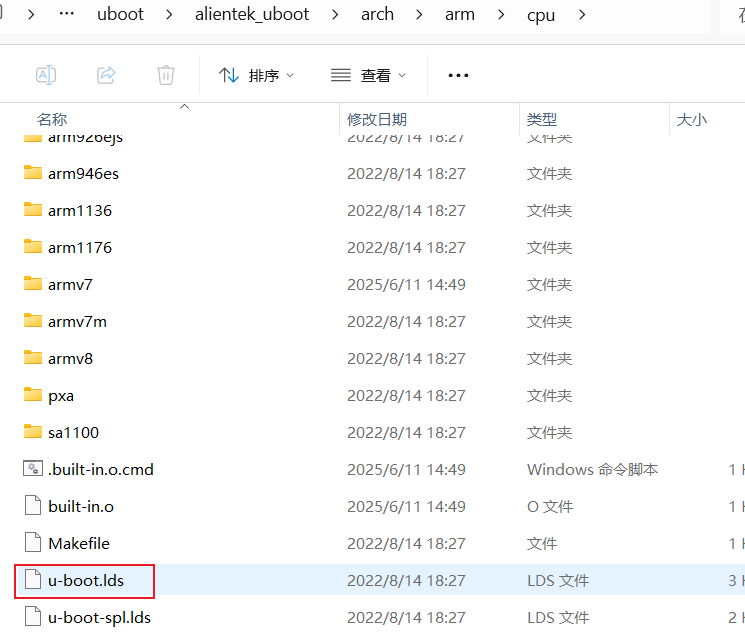 … uboot > alientek_uboot > arch > arm > cpu >
排序 查看 …
名称 修改日期 类型 大小
arm926ejs 2022/8/14 18:27 文件夹
arm946es 2022/8/14 18:27 文件夹
arm1136 2022/8/14 18:27 文件夹
arm1176 2022/8/14 18:27 文件夹
armv7 2025/6/11 14:49 文件夹
armv7m 2022/8/14 18:27 文件夹
armv8 2022/8/14 18:27 文件夹
pxa 2022/8/14 18:27 文件夹
sa1100 2022/8/14 18:27 文件夹
.built-in.o.cmd 2025/6/11 14:49 Windows 命令脚本 1
built-in.o 2025/6/11 14:49 O 文件 1
Makefile 2022/8/14 18:27 文件 1
u-boot.lds 2022/8/14 18:27 LDS 文件 3
u-boot-spl.lds 2022/8/14 18:27 LDS 文件 2